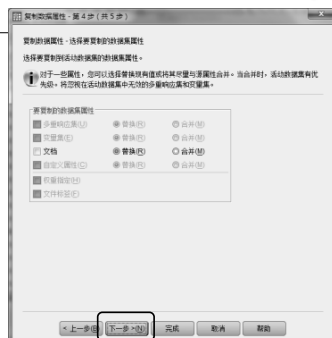 复制数据属性 - 第 4 步(共 5 步)
复制数据属性 - 选择要复制的数据集属性
选择要复制到活动数据集的数据集属性。
对于一些属性,您可以选择替换现有值或将其尽量与源属性合并。当合并时,活动数据集有优
先级。将忽视在活动数据集中无效的多重响应集和变量集。
要复制的数据集属性
多重响应集(U) 替换(R) 合并(M)
变量集(E) 替换(R) 合并(M)
文档 替换(R) 合并(M)
自定义属性(C) 替换(R) 合并(M)
权重指定(H)
文件标签(F)
< 上一步(B) 下一步 >(N) 完成 取消 帮助